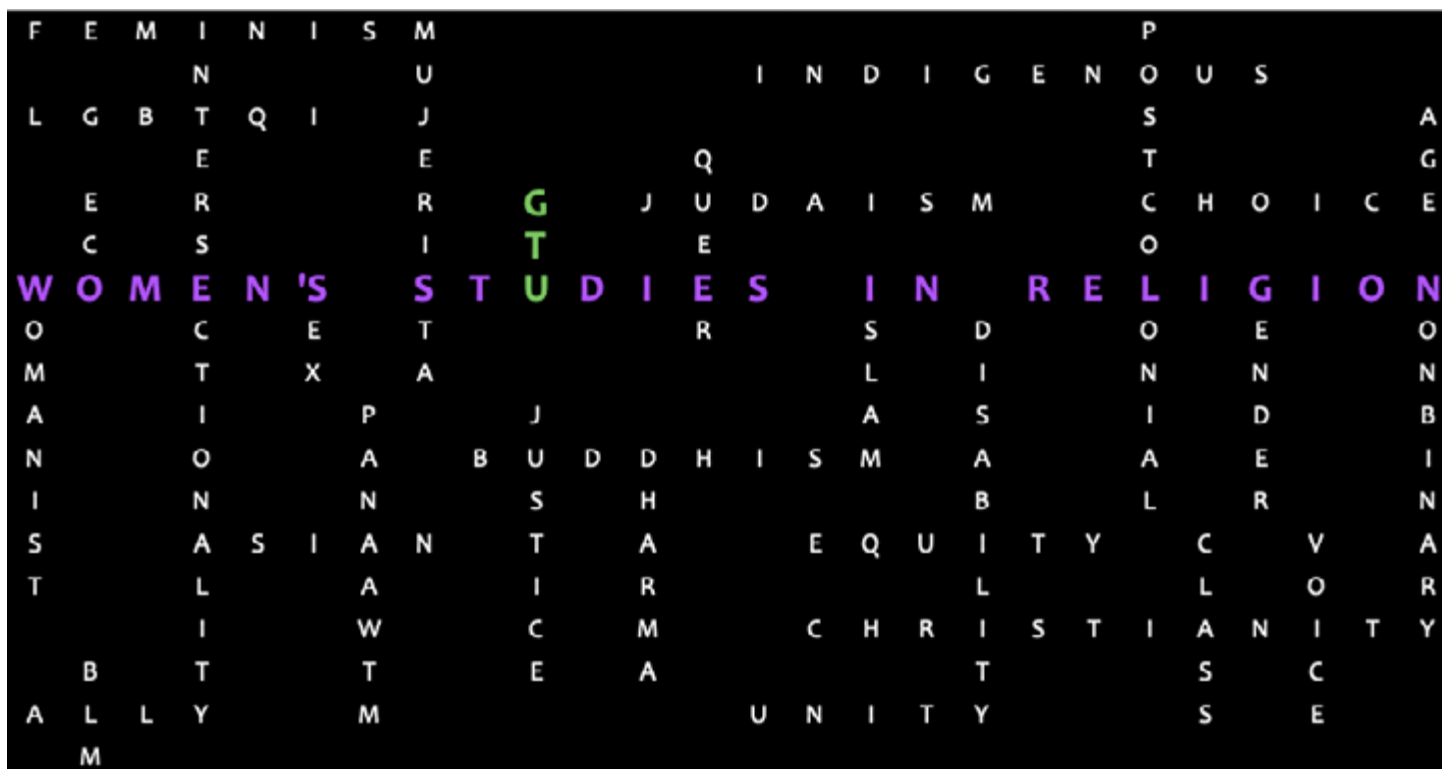 FEMINISM
INTERSECTIONALITY
MUJERISTA
POSTCOLONIAL
INDIGENOUS
LGBTQI
AGE
QUEER
ECO
GTU
JUDAISM
CHOICE
WOMEN'S STUDIES IN RELIGION
WOMANIST
'SEX
ISLAM
GENDER
NONBINARY
DISABILITY
PANAAWTM
JUSTICE
BUDDHISM
DHARMA
ASIAN
EQUITY
CLASS
VOICE
CHRISTIANITY
BLM
ALLY
UNITY